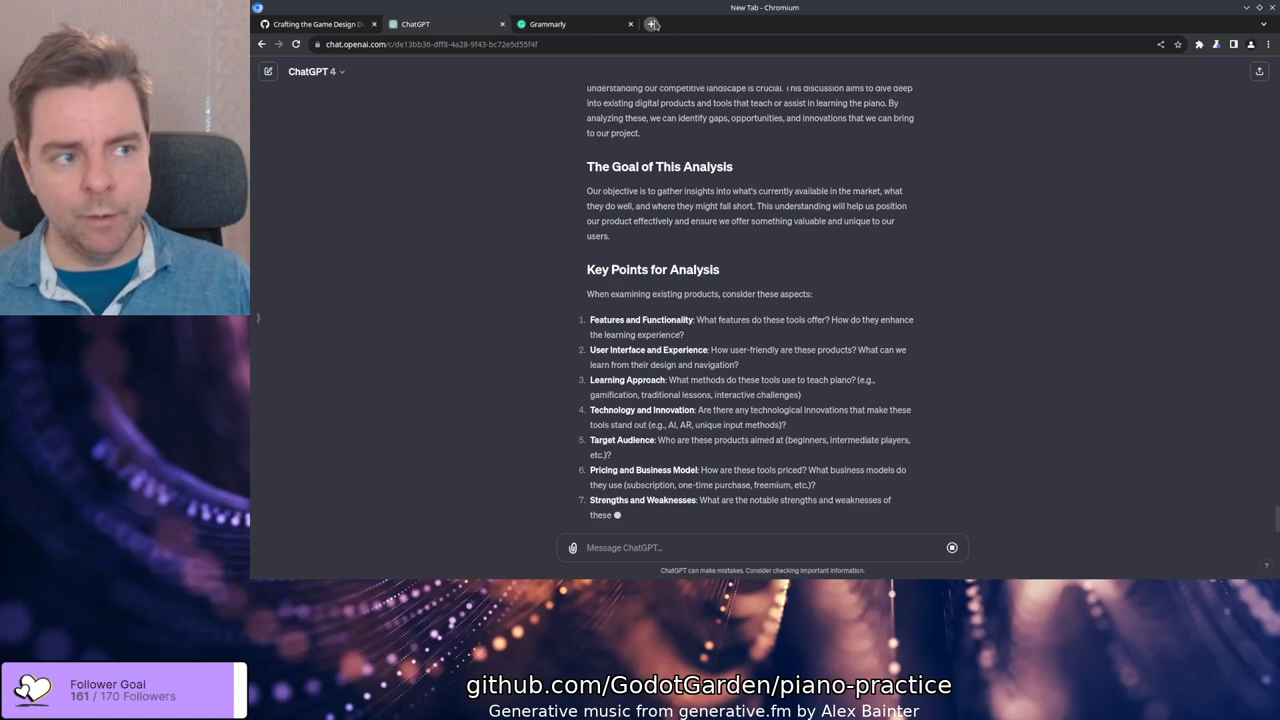 New Tab - Chromium
Crafting the Game Design D
ChatGPT
Grammarly
chat.openai.com/c/de13bb36-dff8-4a28-9f43-bc72e5d55f4f
ChatGPT 4
understanding our competitive landscape is crucial. This discussion aims to dive deep
into existing digital products and tools that teach or assist in learning the piano. By
analyzing these, we can identify gaps, opportunities, and innovations that we can bring
to our project.
The Goal of This Analysis
Our objective is to gather insights into what's currently available in the market, what
they do well, and where they might fall short. This understanding will help us position
our product effectively and ensure we offer something valuable and unique to our
users.
Key Points for Analysis
When examining existing products, consider these aspects:
1. Features and Functionality: What features do these tools offer? How do they enhance
the learning experience?
2. User Interface and Experience: How user-friendly are these products? What can we
learn from their design and navigation?
3. Learning Approach: What methods do these tools use to teach piano? (e.g.,
gamification, traditional lessons, interactive challenges)
4. Technology and Innovation: Are there any technological innovations that make these
tools stand out (e.g., AI, AR, unique input methods)?
5. Target Audience: Who are these products aimed at (beginners, intermediate players,
etc.)?
6. Pricing and Business Model: How are these tools priced? What business models do
they use (subscription, one-time purchase, freemium, etc.)?
7. Strengths and Weaknesses: What are the notable strengths and weaknesses of
these
Message ChatGPT...
ChatGPT can make mistakes. Consider checking important information.
?
Follower Goal
161 / 170 Followers
github.com/GodotGarden/piano-practice
Generative music from generative.fm by Alex Bainter